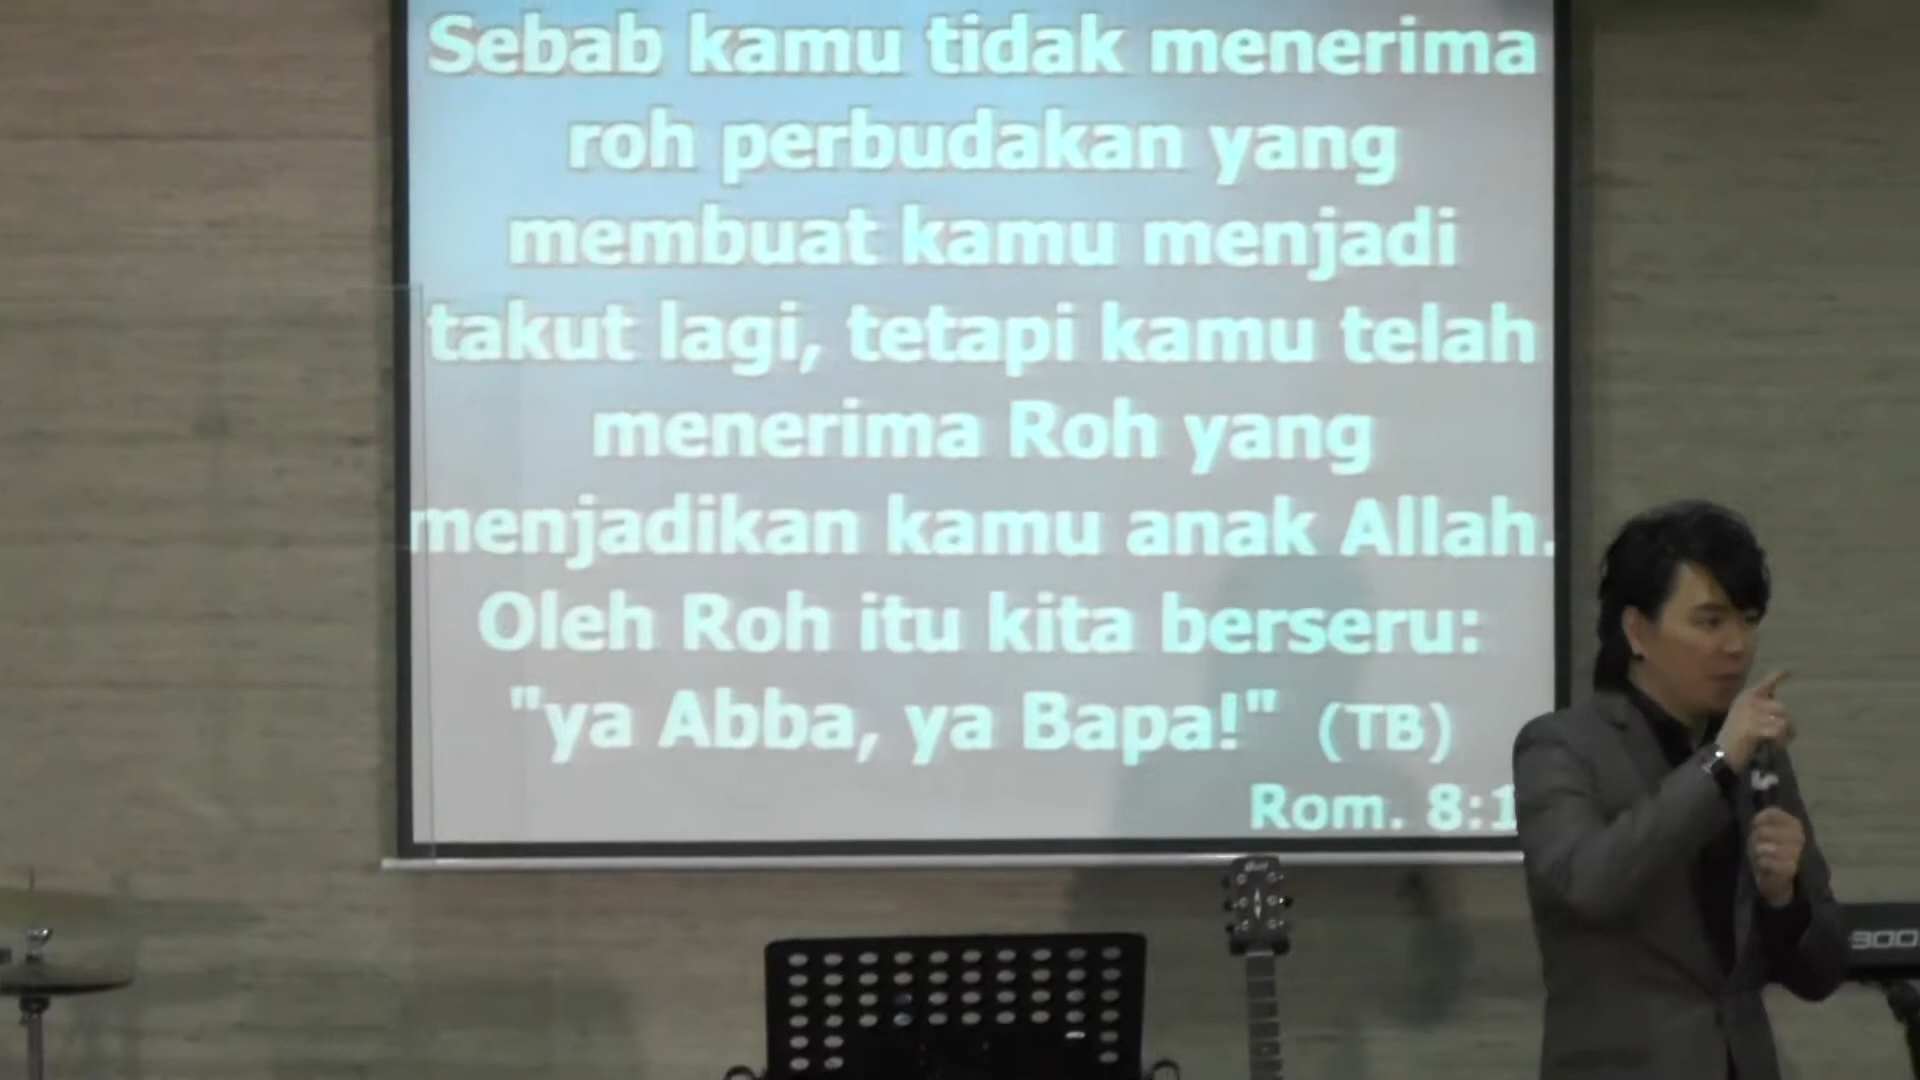 Sebab kamu tidak menerima
roh perbudakan yang
membuat kamu menjadi
takut lagi, tetapi kamu telah
menerima Roh yang
menjadikan kamu anak Allah.
Oleh Roh itu kita berseru:
"ya Abba, ya Bapa!" (TB)
Rom. 8:1
300